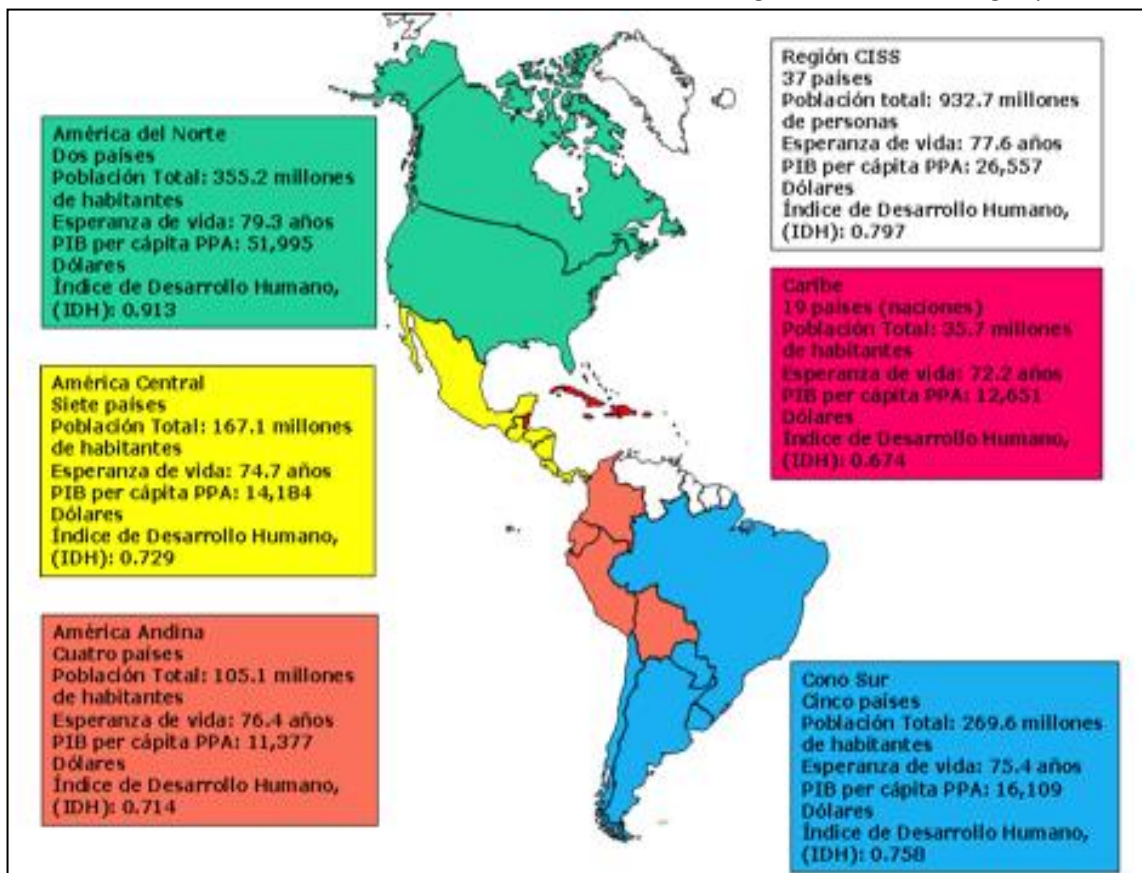 América del Norte
Dos países
Población Total: 355.2 millones
de habitantes
Esperanza de vida: 79.3 años
PIB per cápita PPA: 51,995
Dólares
Índice de Desarrollo Humano,
(IDH): 0.913
América Central
Siete países
Población Total: 167.1 millones
de habitantes
Esperanza de vida: 74.7 años
PIB per cápita PPA: 14,184
Dólares
Índice de Desarrollo Humano,
(IDH): 0.729
América Andina
Cuatro países
Población Total: 105.1 millones
de habitantes
Esperanza de vida: 76.4 años
PIB per cápita PPA: 11,377
Dólares
Índice de Desarrollo Humano,
(IDH): 0.714
Región CISS
37 países
Población total: 932.7 millones
de personas
Esperanza de vida: 77.6 años
PIB per cápita PPA: 26,557
Dólares
Índice de Desarrollo Humano,
(IDH): 0.797
Caribe
19 países (naciones)
Población Total: 35.7 millones
de habitantes
Esperanza de vida: 72.2 años
PIB per cápita PPA: 12,651
Dólares
Índice de Desarrollo Humano,
(IDH): 0.674
Cono Sur
Cinco países
Población Total: 269.6 millones
de habitantes
Esperanza de vida: 75.4 años
PIB per cápita PPA: 16,109
Dólares
Índice de Desarrollo Humano,
(IDH): 0.758